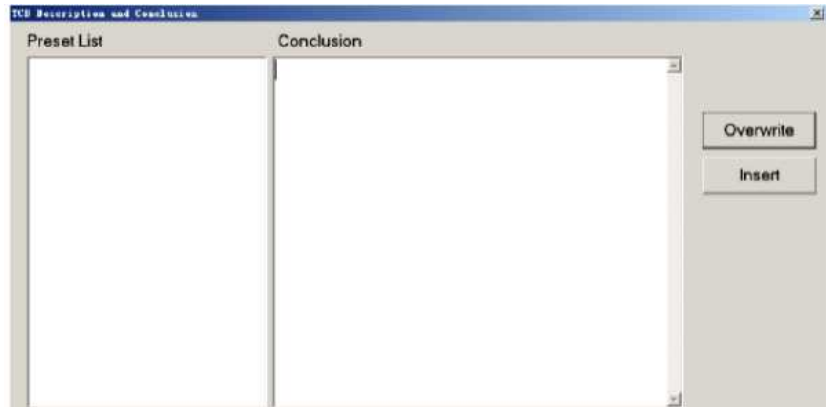 TCD Description and Conclusion
Preset List
Conclusion
Overwrite
Insert